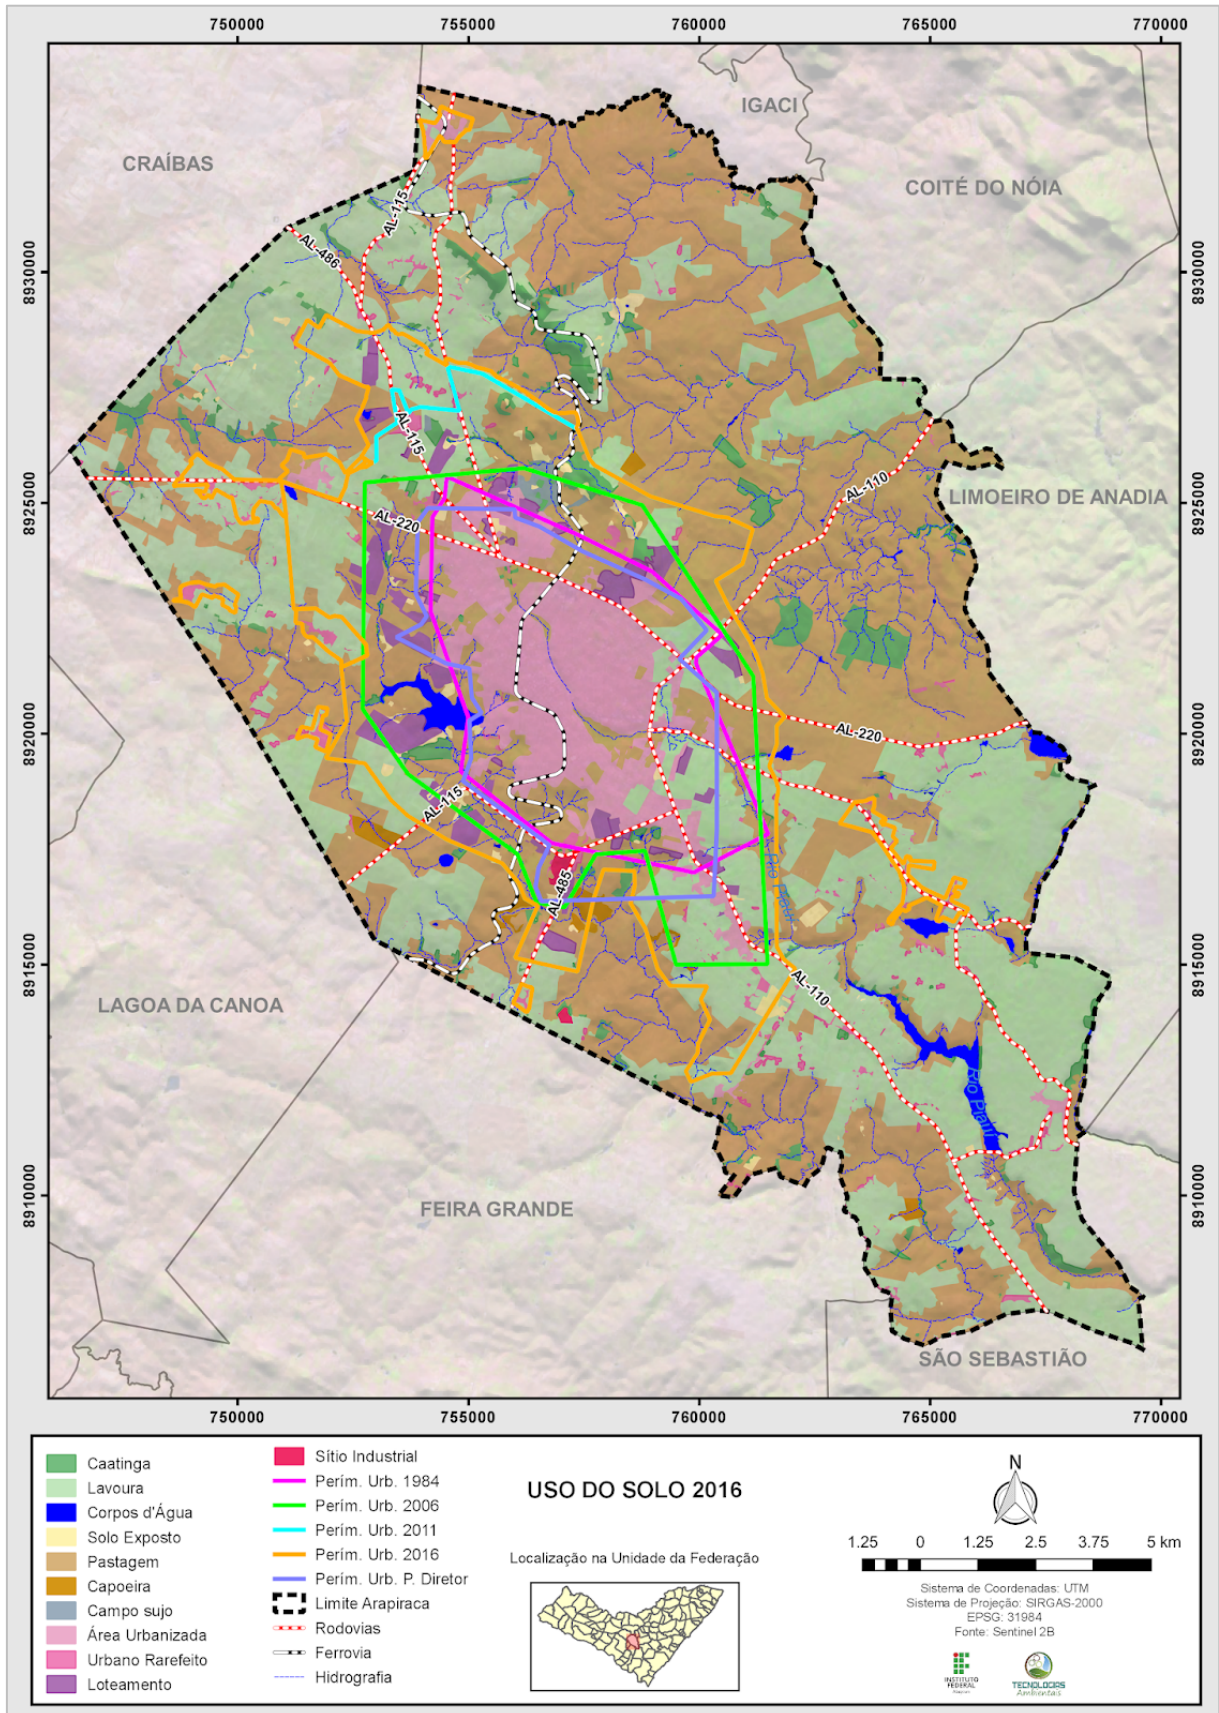 750000 755000 760000 765000 770000
IGACI
CRAÍBAS
COITÉ DO NÓIA
AL-115
AL-486
8930000 8930000
AL-115
AL-110
LIMOEIRO DE ANADIA
8925000 8925000
AL-220
8920000 8920000
AL-220
AL-115
AL-485
Rio Piauí
8915000 8915000
AL-110
LAGOA DA CANOA
Rio Piauí
8910000 8910000
FEIRA GRANDE
SÃO SEBASTIÃO
750000 755000 760000 765000 770000
Caatinga
Lavoura
Corpos d'Água
Solo Exposto
Pastagem
Capoeira
Campo sujo
Área Urbanizada
Urbano Rarefeito
Loteamento
Sítio Industrial
Perím. Urb. 1984
Perím. Urb. 2006
Perím. Urb. 2011
Perím. Urb. 2016
Perím. Urb. P. Diretor
Limite Arapiraca
Rodovias
Ferrovia
Hidrografia
USO DO SOLO 2016
Localização na Unidade da Federação
N
1.25 0 1.25 2.5 3.75 5 km
Sistema de Coordenadas: UTM
Sistema de Projeção: SIRGAS-2000
EPSG: 31984
Fonte: Sentinel 2B
INSTITUTO
FEDERAL
TECNOLOGIAS
Ambientais